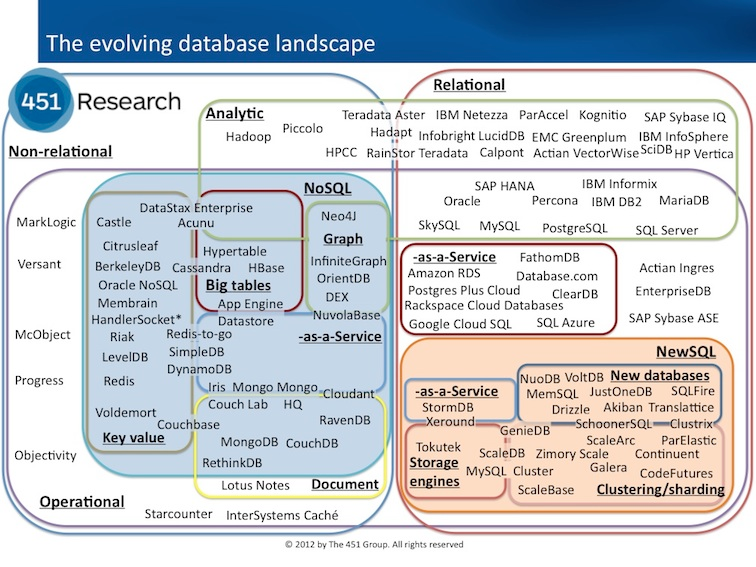 The evolving database landscape
451 Research
Relational
Analytic
Teradata Aster IBM Netezza ParAccel Kognitio SAP Sybase IQ
Hadoop Piccolo Hadapt Infobright LucidDB EMC Greenplum IBM InfoSphere
HPCC RainStor Teradata Calpont Actian VectorWise SciDB HP Vertica
Non-relational
NoSQL
SAP HANA IBM Informix
Oracle Percona IBM DB2 MariaDB
SkySQL MySQL PostgreSQL SQL Server
MarkLogic
Versant
McObject
Progress
Objectivity
Castle
DataStax Enterprise
Acunu
Citrusleaf
BerkeleyDB
Oracle NoSQL
Membrain
HandlerSocket*
Riak
LevelDB
Redis
Voldemort
Key value
Couchbase
Redis-to-go
SimpleDB
DynamoDB
Hypertable
Cassandra HBase
Big tables
App Engine
Datastore
Neo4J
Graph
InfiniteGraph
OrientDB
DEX
NuvolaBase
-as-a-Service
Iris Mongo Mongo Cloudant
Couch Lab HQ
RavenDB
MongoDB CouchDB
RethinkDB
Lotus Notes Document
Operational
Starcounter InterSystems Caché
-as-a-Service FathomDB
Amazon RDS Database.com
Postgres Plus Cloud ClearDB
Rackspace Cloud Databases
Google Cloud SQL SQL Azure
Actian Ingres
EnterpriseDB
SAP Sybase ASE
NewSQL
-as-a-Service
StormDB
Xeround
NuoDB VoltDB New databases
MemSQL JustOneDB SQLFire
Drizzle Akiban Translattice
SchoonerSQL Clustrix
GenieDB
Tokutek
Storage
engines
ScaleArc ParElastic
ScaleDB Zimory Scale Continuent
MySQL Cluster Galera CodeFutures
ScaleBase Clustering/sharding
© 2012 by The 451 Group. All rights reserved